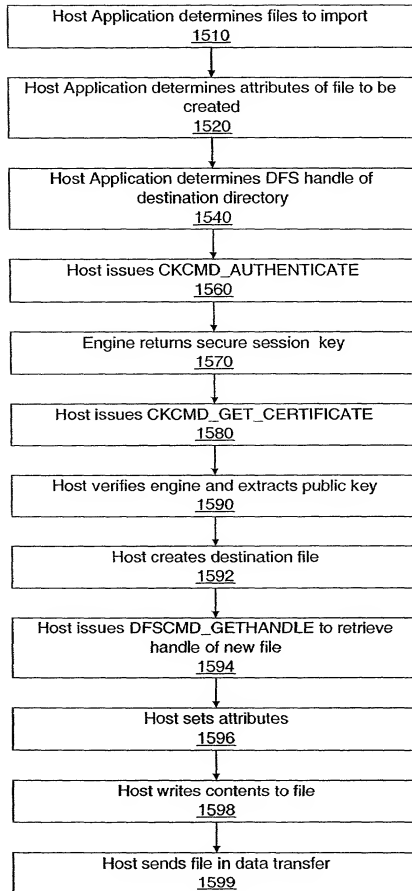 Host Application determines files to import
1510
Host Application determines attributes of file to be
created
1520
Host Application determines DFS handle of
destination directory
1540
Host issues CKCMD_AUTHENTICATE
1560
Engine returns secure session key
1570
Host issues CKCMD_GET_CERTIFICATE
1580
Host verifies engine and extracts public key
1590
Host creates destination file
1592
Host issues DFSCMD_GETHANDLE to retrieve
handle of new file
1594
Host sets attributes
1596
Host writes contents to file
1598
Host sends file in data transfer
1599